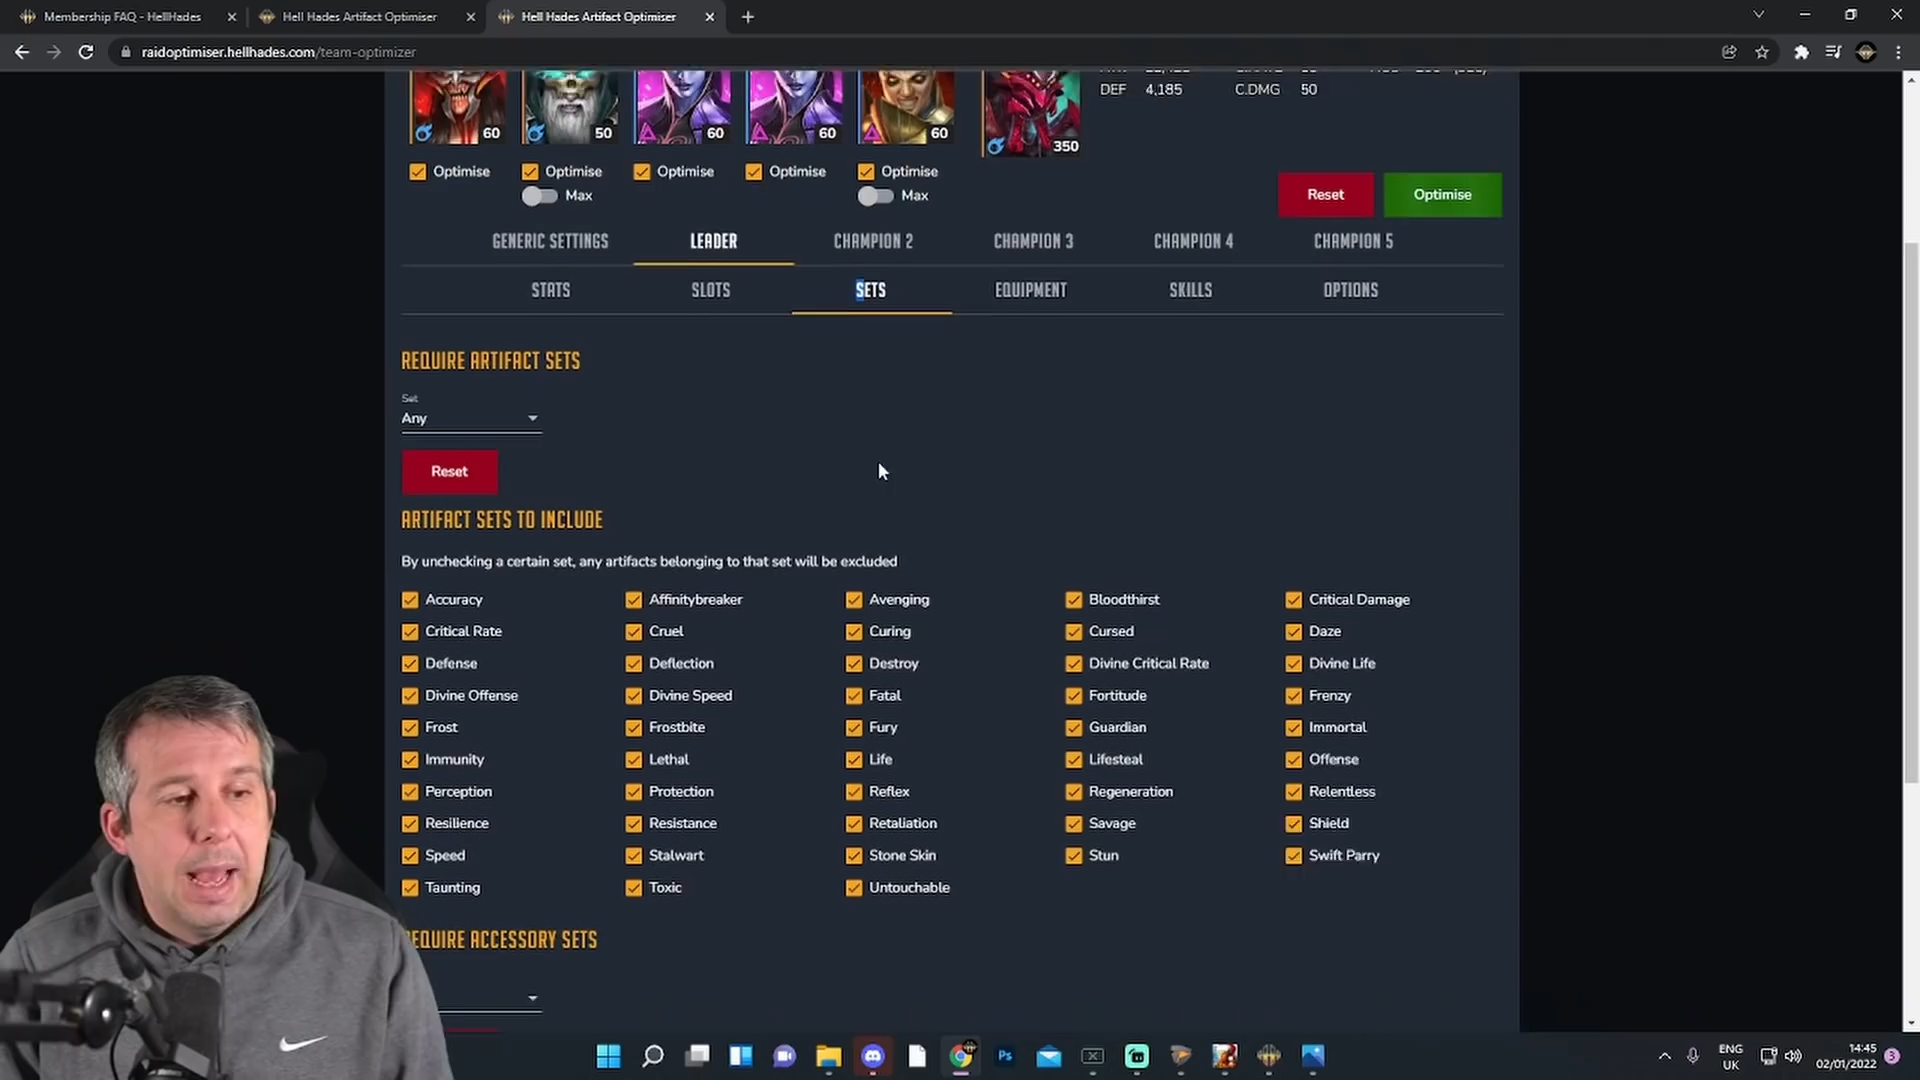 Membership FAQ - HellHades
Hell Hades Artifact Optimiser
Hell Hades Artifact Optimiser
raidoptimiser.hellhades.com/team-optimizer
60
50
60
60
60
350
DEF 4,185 C.DMG 50
Optimise Optimise Optimise Optimise Optimise
Max Max
Reset Optimise
GENERIC SETTINGS LEADER CHAMPION 2 CHAMPION 3 CHAMPION 4 CHAMPION 5
STATS SLOTS SETS EQUIPMENT SKILLS OPTIONS
REQUIRE ARTIFACT SETS
Set
Any
Reset
ARTIFACT SETS TO INCLUDE
By unchecking a certain set, any artifacts belonging to that set will be excluded
Accuracy Affinitybreaker Avenging Bloodthirst Critical Damage
Critical Rate Cruel Curing Cursed Daze
Defense Deflection Destroy Divine Critical Rate Divine Life
Divine Offense Divine Speed Fatal Fortitude Frenzy
Frost Frostbite Fury Guardian Immortal
Immunity Lethal Life Lifesteal Offense
Perception Protection Reflex Regeneration Relentless
Resilience Resistance Retaliation Savage Shield
Speed Stalwart Stone Skin Stun Swift Parry
Taunting Toxic Untouchable
REQUIRE ACCESSORY SETS
Ps
ENG
UK
14:45
02/01/2022
3